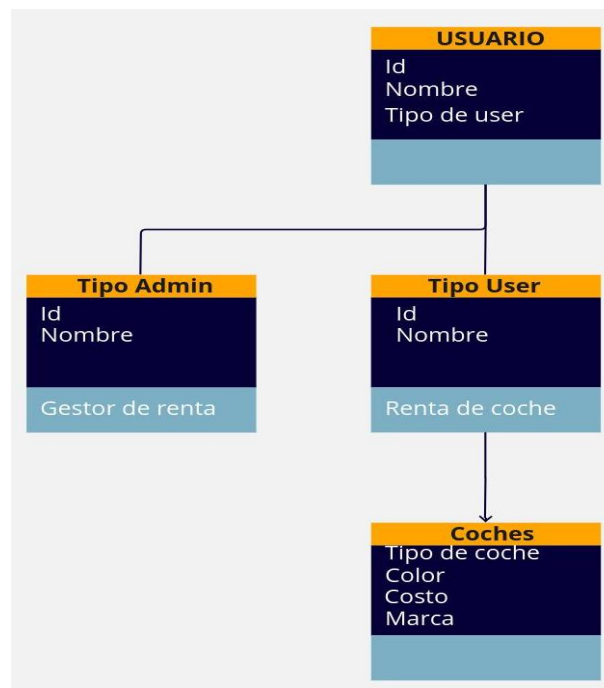 USUARIO
Id
Nombre
Tipo de user
Tipo Admin
Id
Nombre
Gestor de renta
Tipo User
Id
Nombre
Renta de coche
Coches
Tipo de coche
Color
Costo
Marca